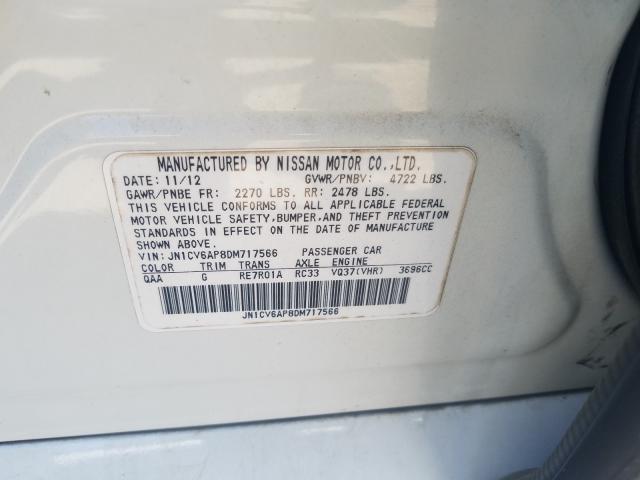 MANUFACTURED BY NISSAN MOTOR CO.,LTD.
DATE: 11/12 GVWR/PNBV: 4722 LBS.
GAWR/PNBE FR: 2270 LBS. RR: 2478 LBS.
THIS VEHICLE CONFORMS TO ALL APPLICABLE FEDERAL
MOTOR VEHICLE SAFETY,BUMPER,AND THEFT PREVENTION
STANDARDS IN EFFECT ON THE DATE OF MANUFACTURE
SHOWN ABOVE.
VIN: JN1CV6AP8DM717566 PASSENGER CAR
COLOR TRIM TRANS AXLE ENGINE
QAA G RE7R01A RC33 VQ37(VHR) 3696CC
JN1CV6AP8DM717566